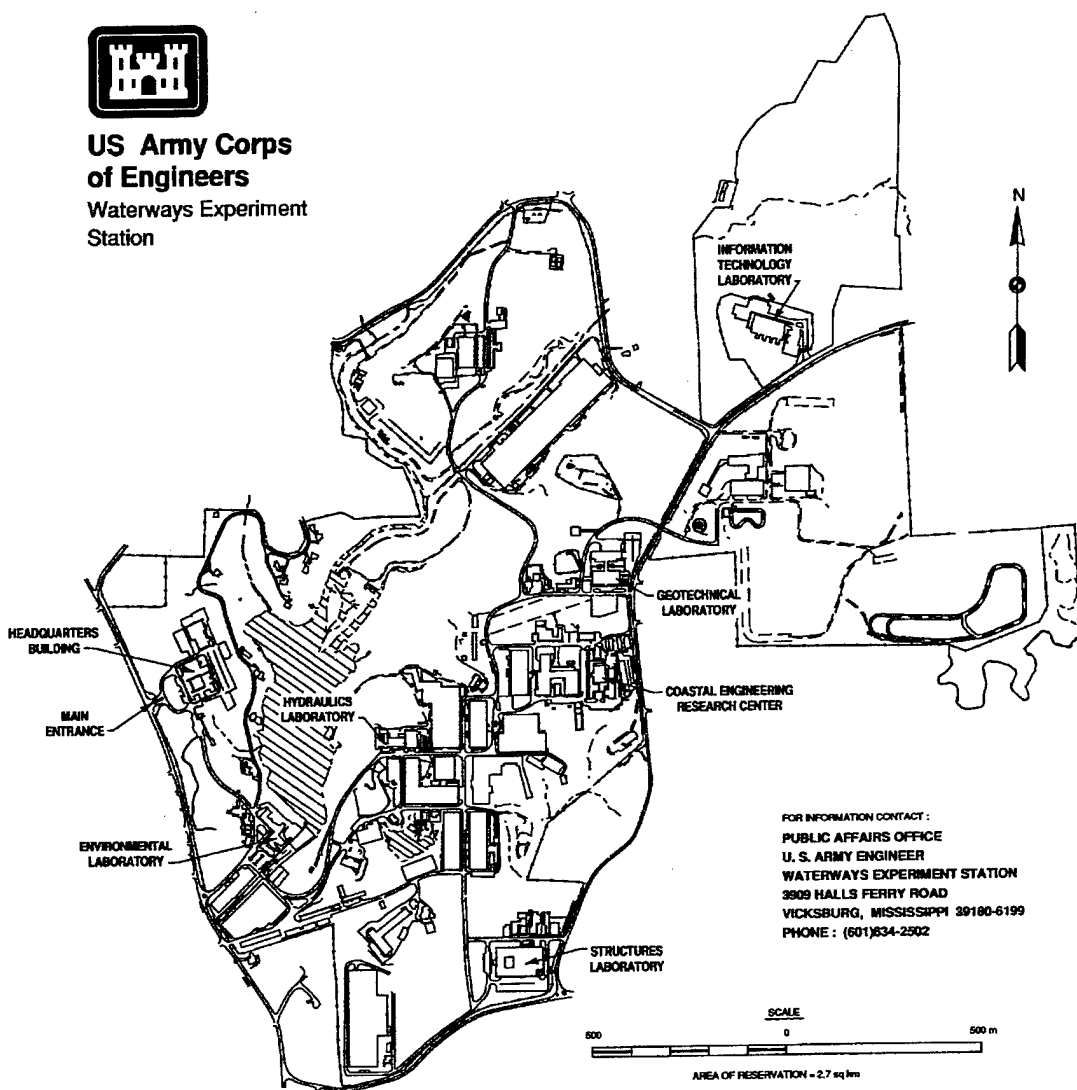 US Army Corps
of Engineers
Waterways Experiment
Station
N
INFORMATION
TECHNOLOGY
LABORATORY
GEOTECHNICAL
LABORATORY
HEADQUARTERS
BUILDING
MAIN
ENTRANCE
HYDRAULICS
LABORATORY
COASTAL ENGINEERING
RESEARCH CENTER
ENVIRONMENTAL
LABORATORY
STRUCTURES
LABORATORY
FOR INFORMATION CONTACT :
PUBLIC AFFAIRS OFFICE
U. S. ARMY ENGINEER
WATERWAYS EXPERIMENT STATION
3909 HALLS FERRY ROAD
VICKSBURG, MISSISSIPPI 39180-6199
PHONE : (601)634-2502
SCALE
500 0 500 m
AREA OF RESERVATION = 2.7 sq km